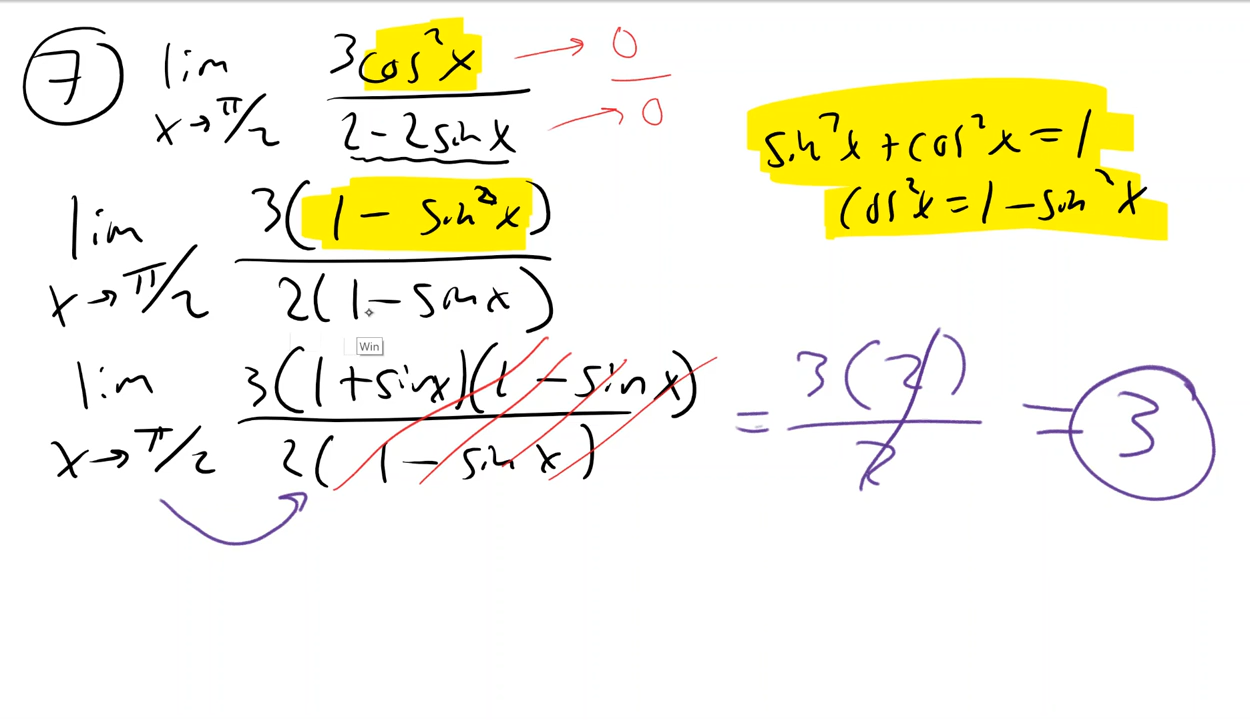 7 lim x→π/2 3cos²x / 2 - 2sinx → 0 / → 0
sin²x + cos²x = 1
cos²x = 1 - sin²x
lim x→π/2 3(1 - sin²x) / 2(1 - sinx)
Win
lim x→π/2 3(1 + sinx)(1 - sinx) / 2(1 - sinx) = 3(2) / 2 = 3